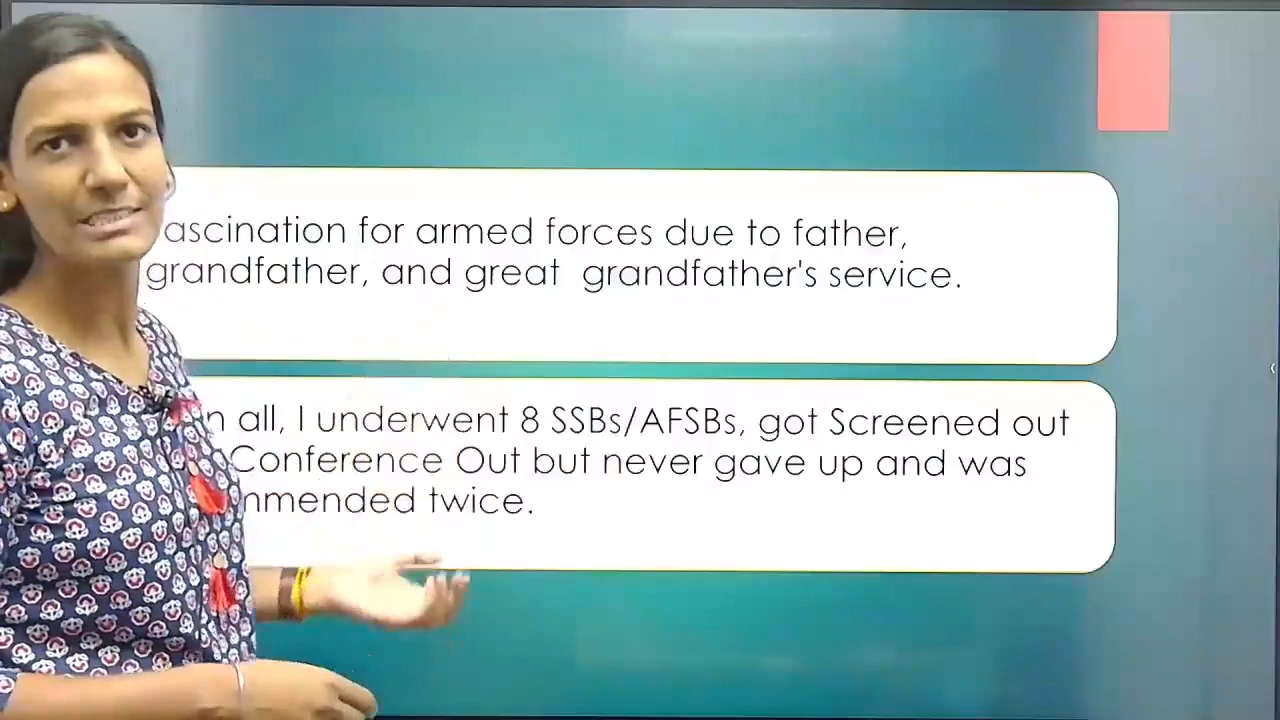 ascination for armed forces due to father,
grandfather, and great grandfather's service.
n all, I underwent 8 SSBs/AFSBs, got Screened out
Conference Out but never gave up and was
nmended twice.